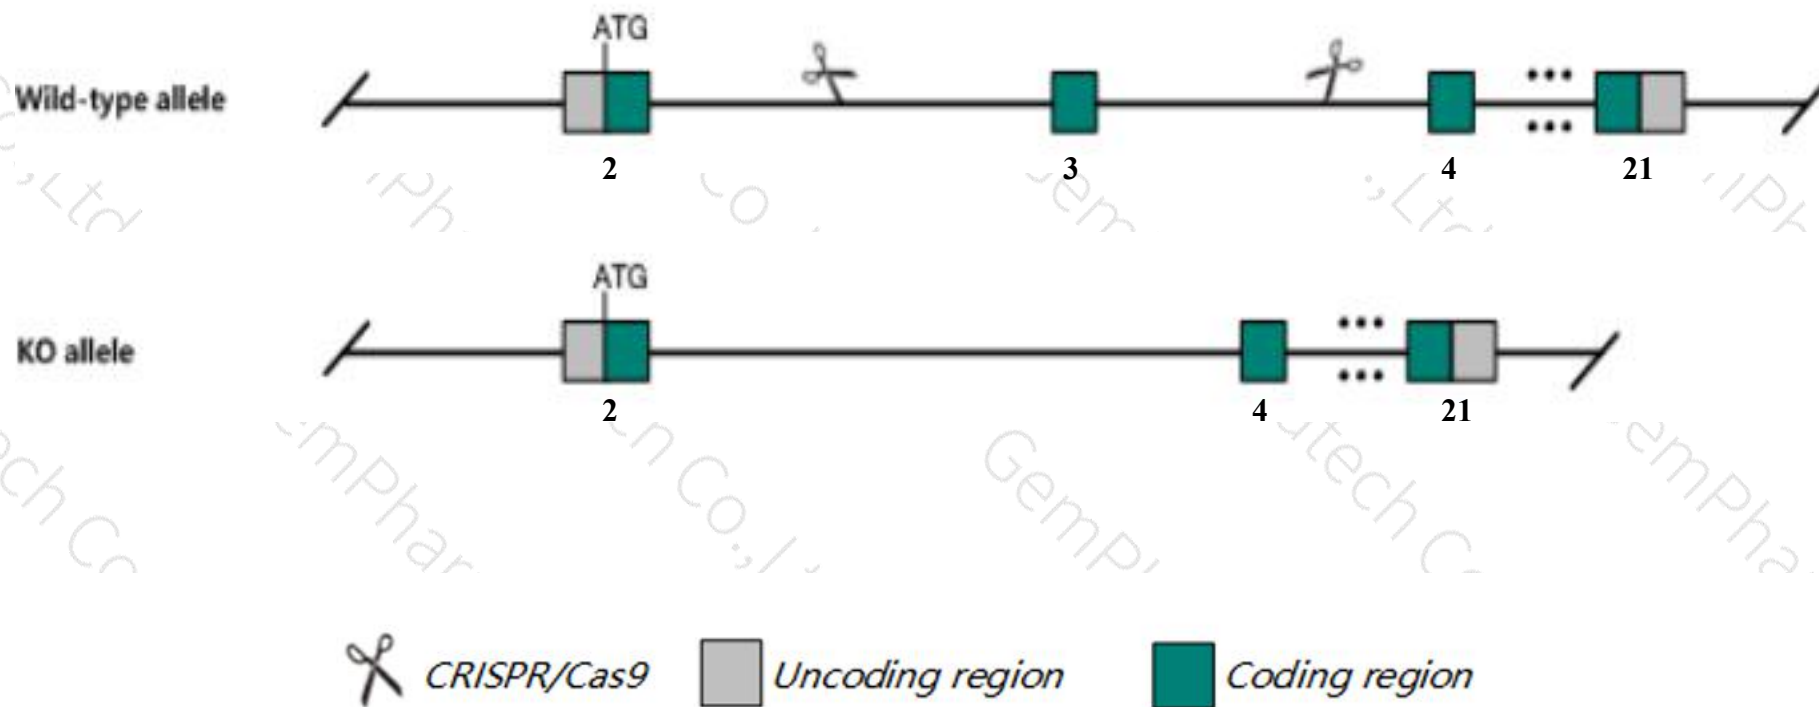 ATG
Wild-type allele
2 3 4 21
ATG
KO allele
2 4 21
CRISPR/Cas9 Uncoding region Coding region